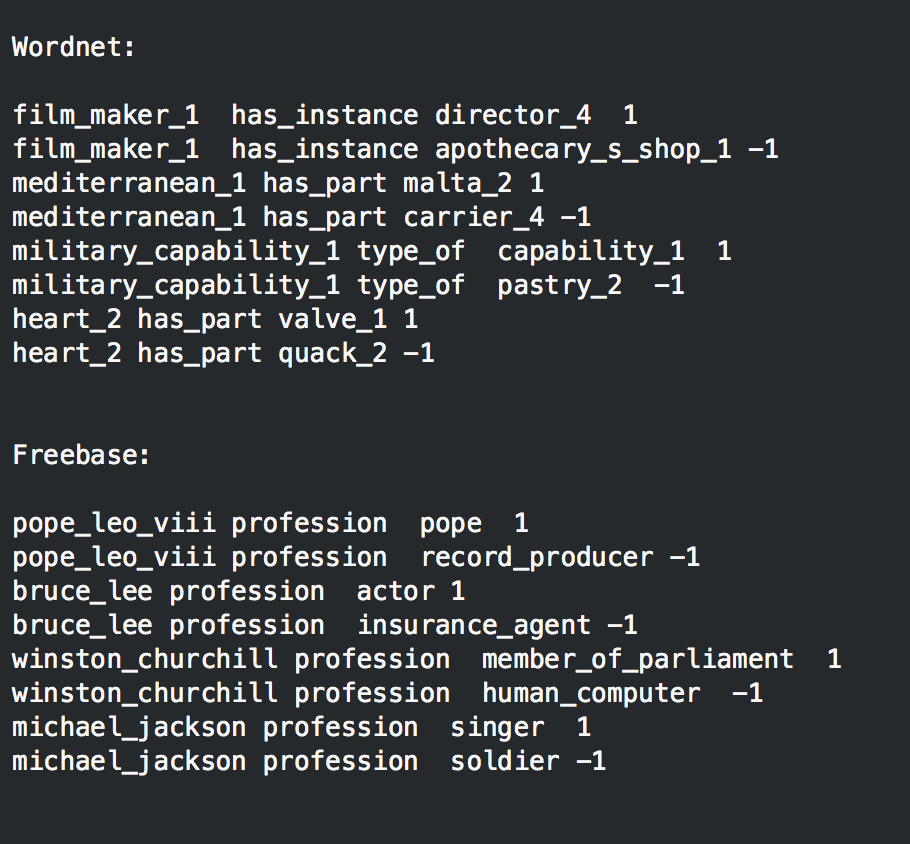 Wordnet:
film_maker_1  has_instance director_4  1
film_maker_1  has_instance apothecary_s_shop_1 -1
mediterranean_1 has_part malta_2 1
mediterranean_1 has_part carrier_4 -1
military_capability_1 type_of  capability_1  1
military_capability_1 type_of  pastry_2  -1
heart_2 has_part valve_1 1
heart_2 has_part quack_2 -1
Freebase:
pope_leo_viii profession  pope  1
pope_leo_viii profession  record_producer -1
bruce_lee profession  actor 1
bruce_lee profession  insurance_agent -1
winston_churchill profession  member_of_parliament  1
winston_churchill profession  human_computer  -1
michael_jackson profession  singer  1
michael_jackson profession  soldier -1